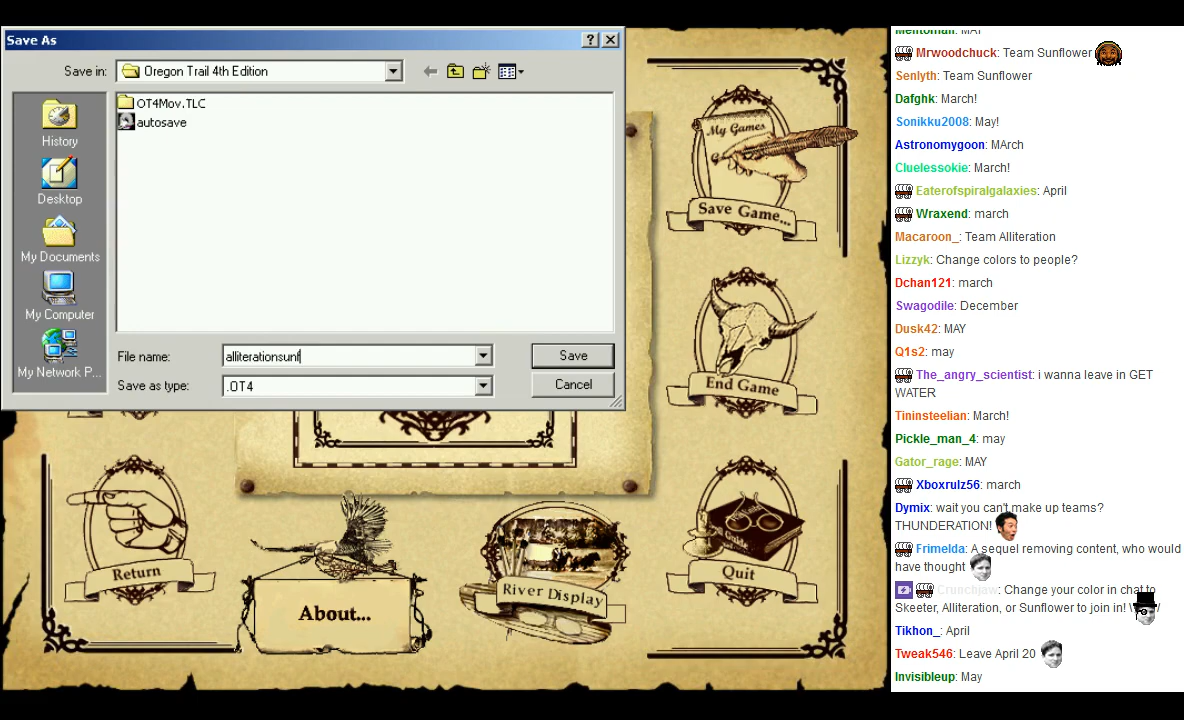 Save As
Save in:
Oregon Trail 4th Edition
OT4Mov.TLC
autosave
History
Desktop
My Documents
My Computer
My Network P...
File name:
alliterationsunf
Save
Save as type:
.OT4
Cancel
My Games
Save Game...
End Game
Return
About...
River Display
Guide
Quit
Mrwoodchuck: Team Sunflower
Senlyth: Team Sunflower
Dafghk: March!
Sonikku2008: May!
Astronomygoon: MArch
Cluelessokie: March!
Eaterofspiralgalaxies: April
Wraxend: march
Macaroon_: Team Alliteration
Lizzyk: Change colors to people?
Dchan121: march
Swagodile: December
Dusk42: MAY
Q1s2: may
The_angry_scientist: i wanna leave in GET
WATER
Tininsteelian: March!
Pickle_man_4: may
Gator_rage: MAY
Xboxrulz56: march
Dymix: wait you can't make up teams?
THUNDERATION!
Frimelda: A sequel removing content, who would
have thought
Crunchjaw: Change your color in chat to
Skeeter, Alliteration, or Sunflower to join in! \ /
Tikhon_: April
Tweak546: Leave April 20
Invisibleup: May